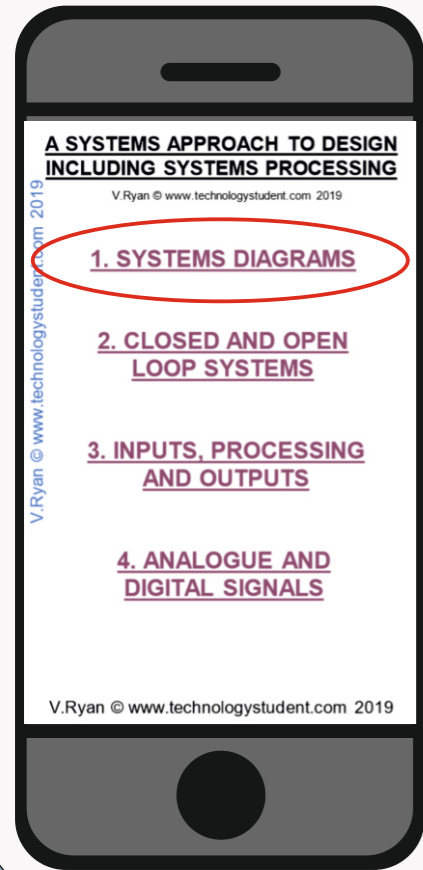 A SYSTEMS APPROACH TO DESIGN
INCLUDING SYSTEMS PROCESSING
V.Ryan © www.technologystudent.com 2019
V.Ryan © www.technologystudent.com 2019
1. SYSTEMS DIAGRAMS
2. CLOSED AND OPEN
LOOP SYSTEMS
3. INPUTS, PROCESSING
AND OUTPUTS
4. ANALOGUE AND
DIGITAL SIGNALS
V.Ryan © www.technologystudent.com 2019